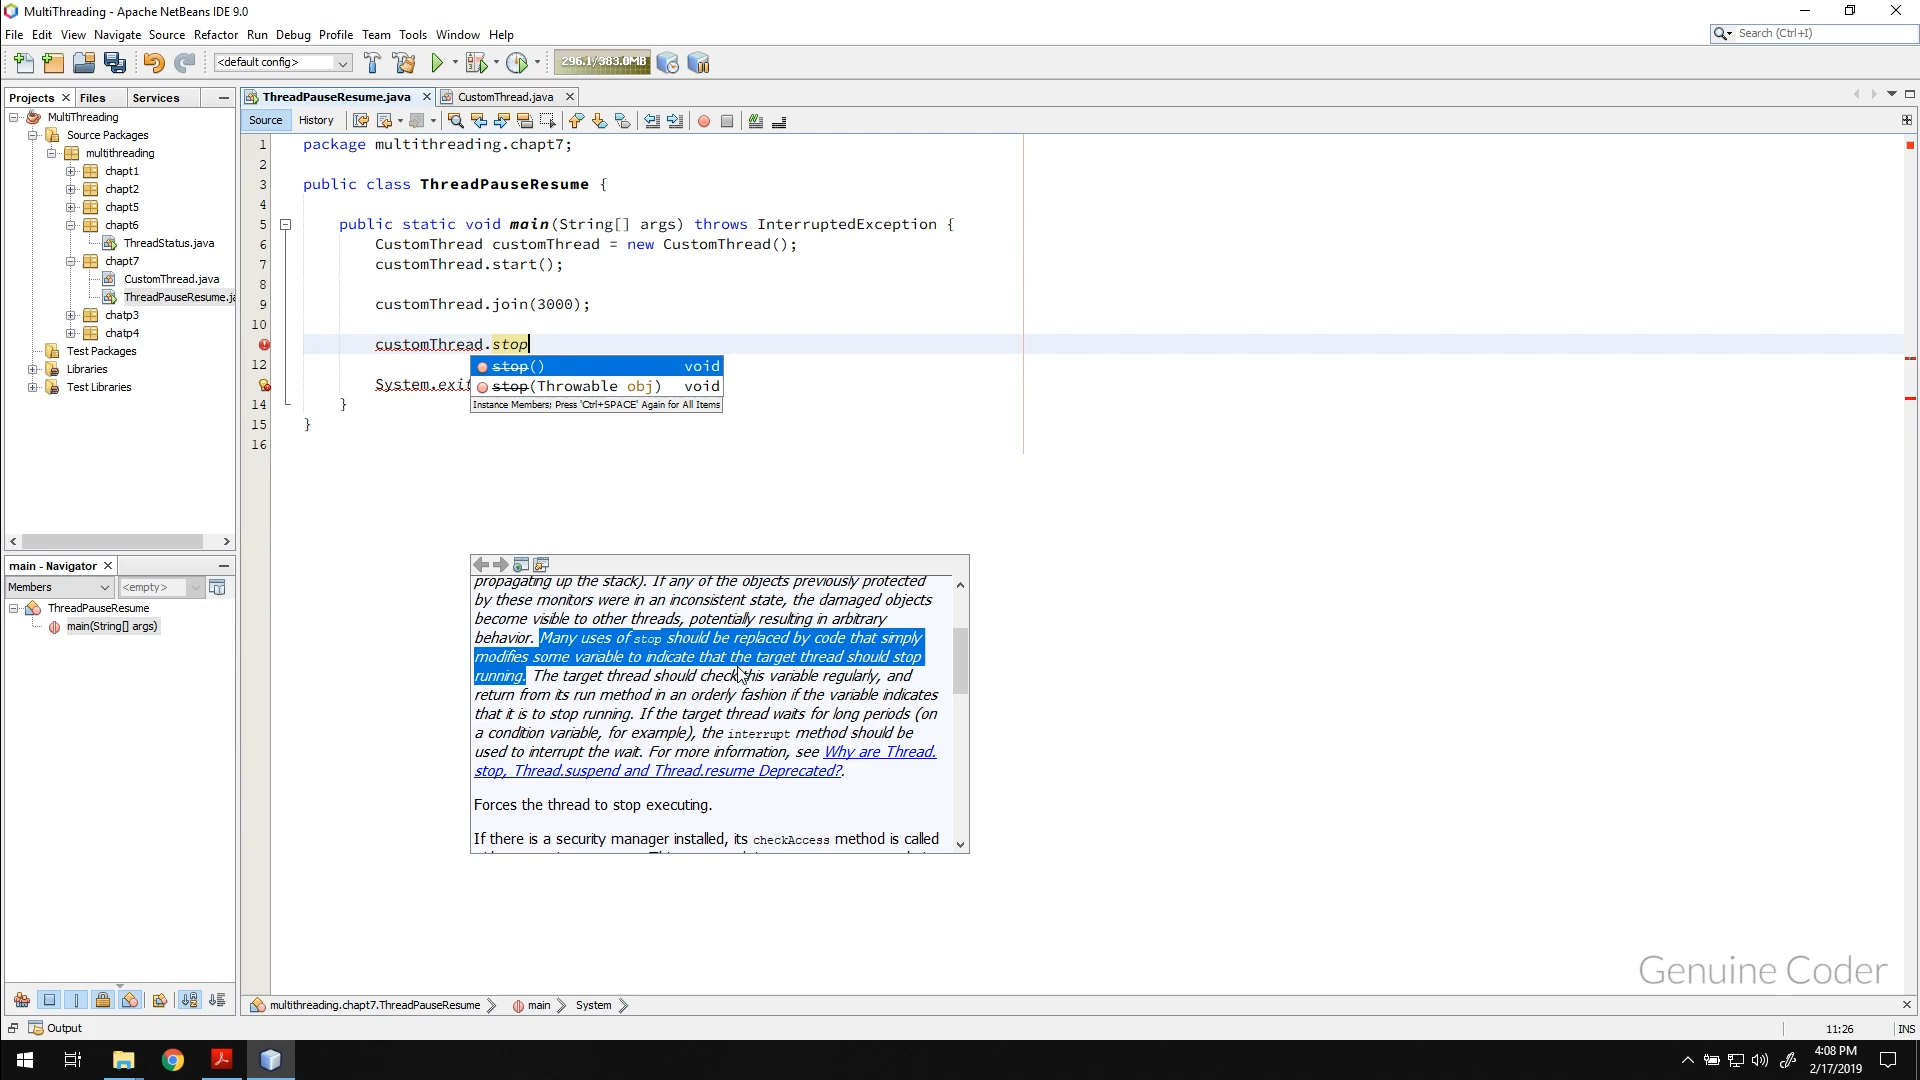 MultiThreading - Apache NetBeans IDE 9.0
File Edit View Navigate Source Refactor Run Debug Profile Team Tools Window Help
Search (Ctrl+I)
<default config>
296.1/383.0MB
Projects Files Services
ThreadPauseResume.java CustomThread.java
Source History
MultiThreading
Source Packages
multithreading
chapt1
chapt2
chapt5
chapt6
ThreadStatus.java
chapt7
CustomThread.java
ThreadPauseResume.ja
chatp3
chatp4
Test Packages
Libraries
Test Libraries
1 package multithreading.chapt7;
2
3 public class ThreadPauseResume {
4
5 public static void main(String[] args) throws InterruptedException {
6 CustomThread customThread = new CustomThread();
7 customThread.start();
8
9 customThread.join(3000);
10
customThread.stop
12
System.exit
14 }
15 }
16
stop() void
stop(Throwable obj) void
Instance Members; Press 'Ctrl+SPACE' Again for All Items
propagating up the stack). If any of the objects previously protected
by these monitors were in an inconsistent state, the damaged objects
become visible to other threads, potentially resulting in arbitrary
behavior. Many uses of stop should be replaced by code that simply
modifies some variable to indicate that the target thread should stop
running. The target thread should check this variable regularly, and
return from its run method in an orderly fashion if the variable indicates
that it is to stop running. If the target thread waits for long periods (on
a condition variable, for example), the interrupt method should be
used to interrupt the wait. For more information, see Why are Thread.
stop, Thread.suspend and Thread.resume Deprecated?.
Forces the thread to stop executing.
If there is a security manager installed, its checkAccess method is called
main - Navigator
Members <empty>
ThreadPauseResume
main(String[] args)
Genuine Coder
multithreading.chapt7.ThreadPauseResume main System
Output
11:26 INS
4:08 PM
2/17/2019